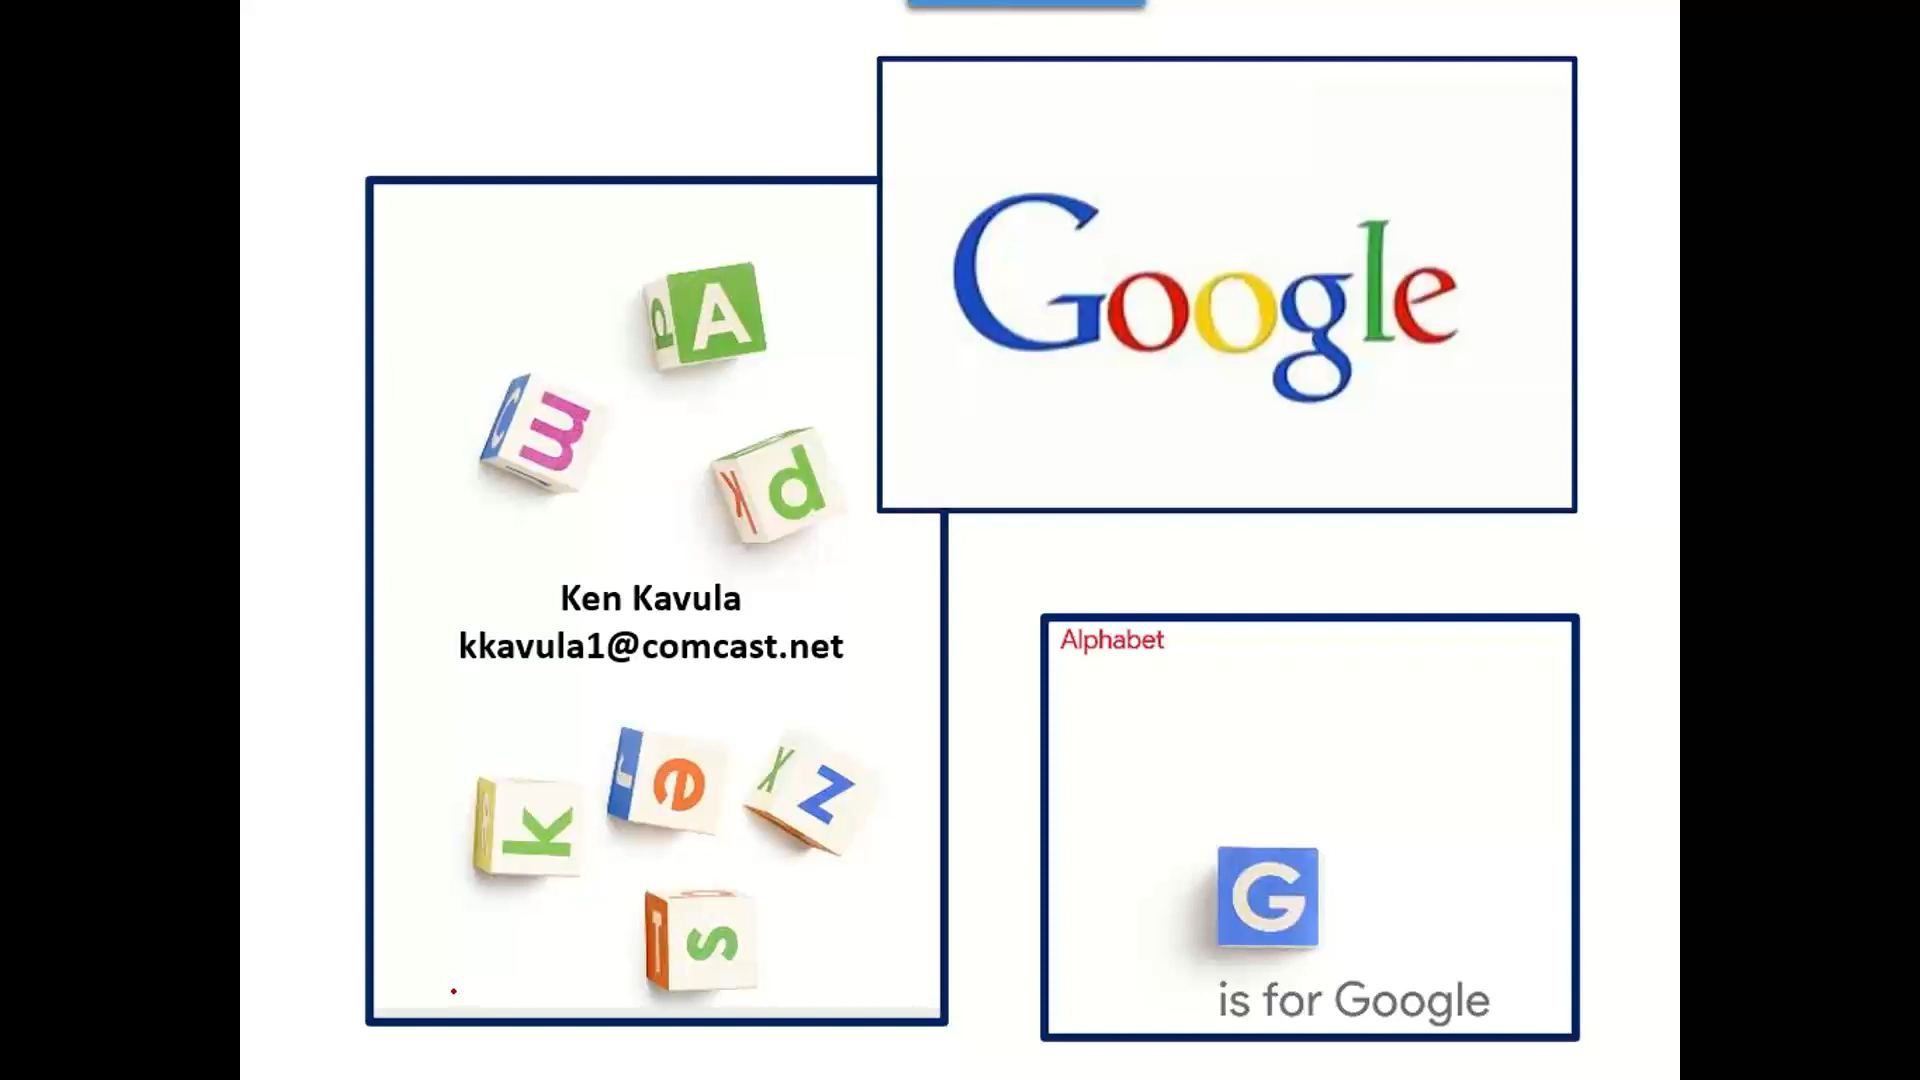 Google
A
m
C
d
X
Ken Kavula
kkavula1@comcast.net
r
e
X
Z
k
T
s
Alphabet
G
is for Google